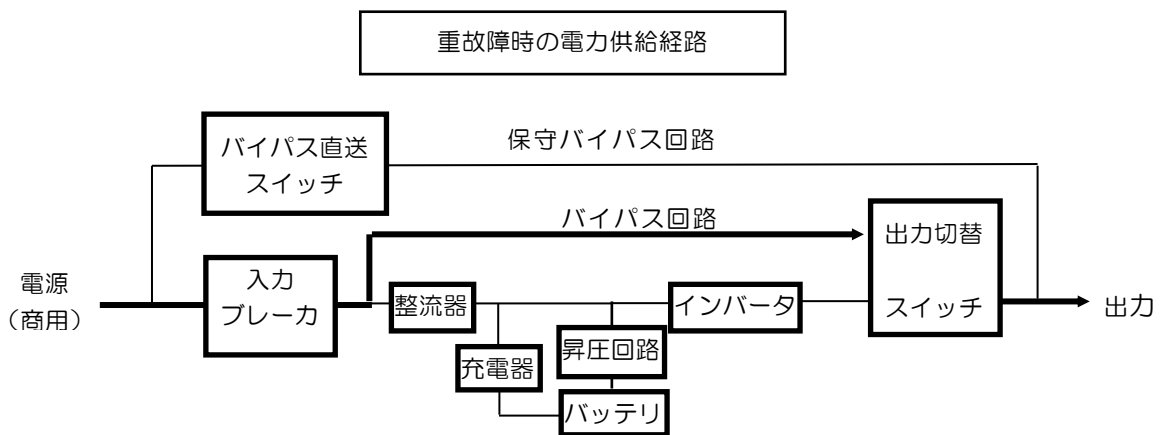 重故障時の電力供給経路
バイパス直送
スイッチ
保守バイパス回路
バイパス回路
出力切替
スイッチ
電源
（商用）
入力
ブレーカ
整流器
インバータ
出力
充電器
昇圧回路
バッテリ